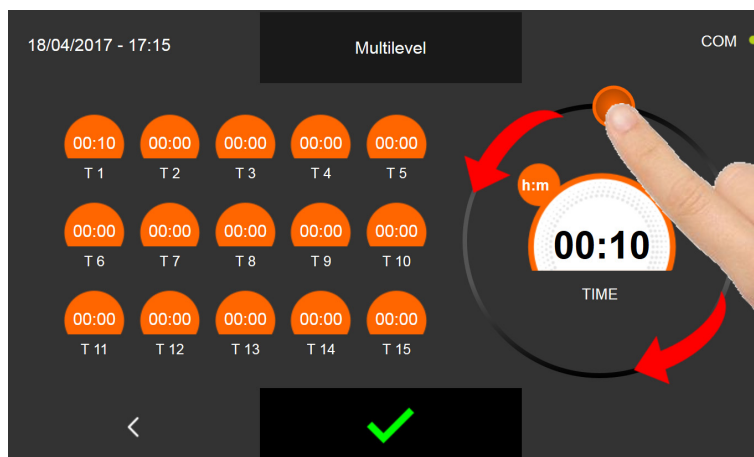 18/04/2017 - 17:15
Multilevel
COM
00:10 00:00 00:00 00:00 00:00
T 1 T 2 T 3 T 4 T 5
00:00 00:00 00:00 00:00 00:00
T 6 T 7 T 8 T 9 T 10
00:00 00:00 00:00 00:00 00:00
T 11 T 12 T 13 T 14 T 15
h:m
00:10
TIME